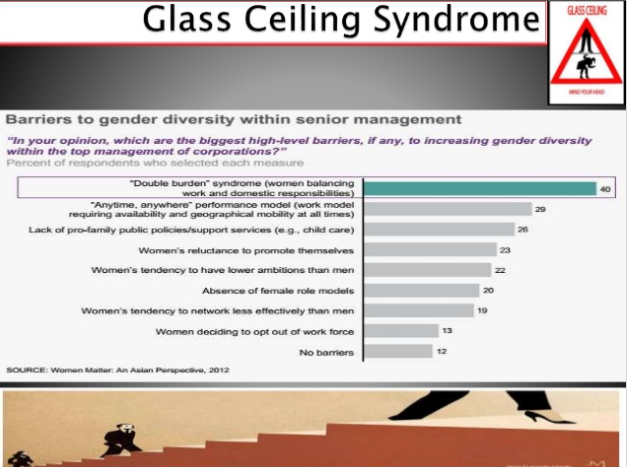 Glass Ceiling Syndrome
GLASS CEILING
MIND YOUR HEAD
Barriers to gender diversity within senior management
"In your opinion, which are the biggest high-level barriers, if any, to increasing gender diversity
within the top management of corporations?"
Percent of respondents who selected each measure
"Double burden" syndrome (women balancing
work and domestic responsibilities)
40
"Anytime, anywhere" performance model (work model
requiring availability and geographical mobility at all times)
29
Lack of pro-family public policies/support services (e.g., child care)
26
Women's reluctance to promote themselves
23
Women's tendency to have lower ambitions than men
22
Absence of female role models
20
Women's tendency to network less effectively than men
19
Women deciding to opt out of work force
13
No barriers
12
SOURCE: Women Matter: An Asian Perspective, 2012